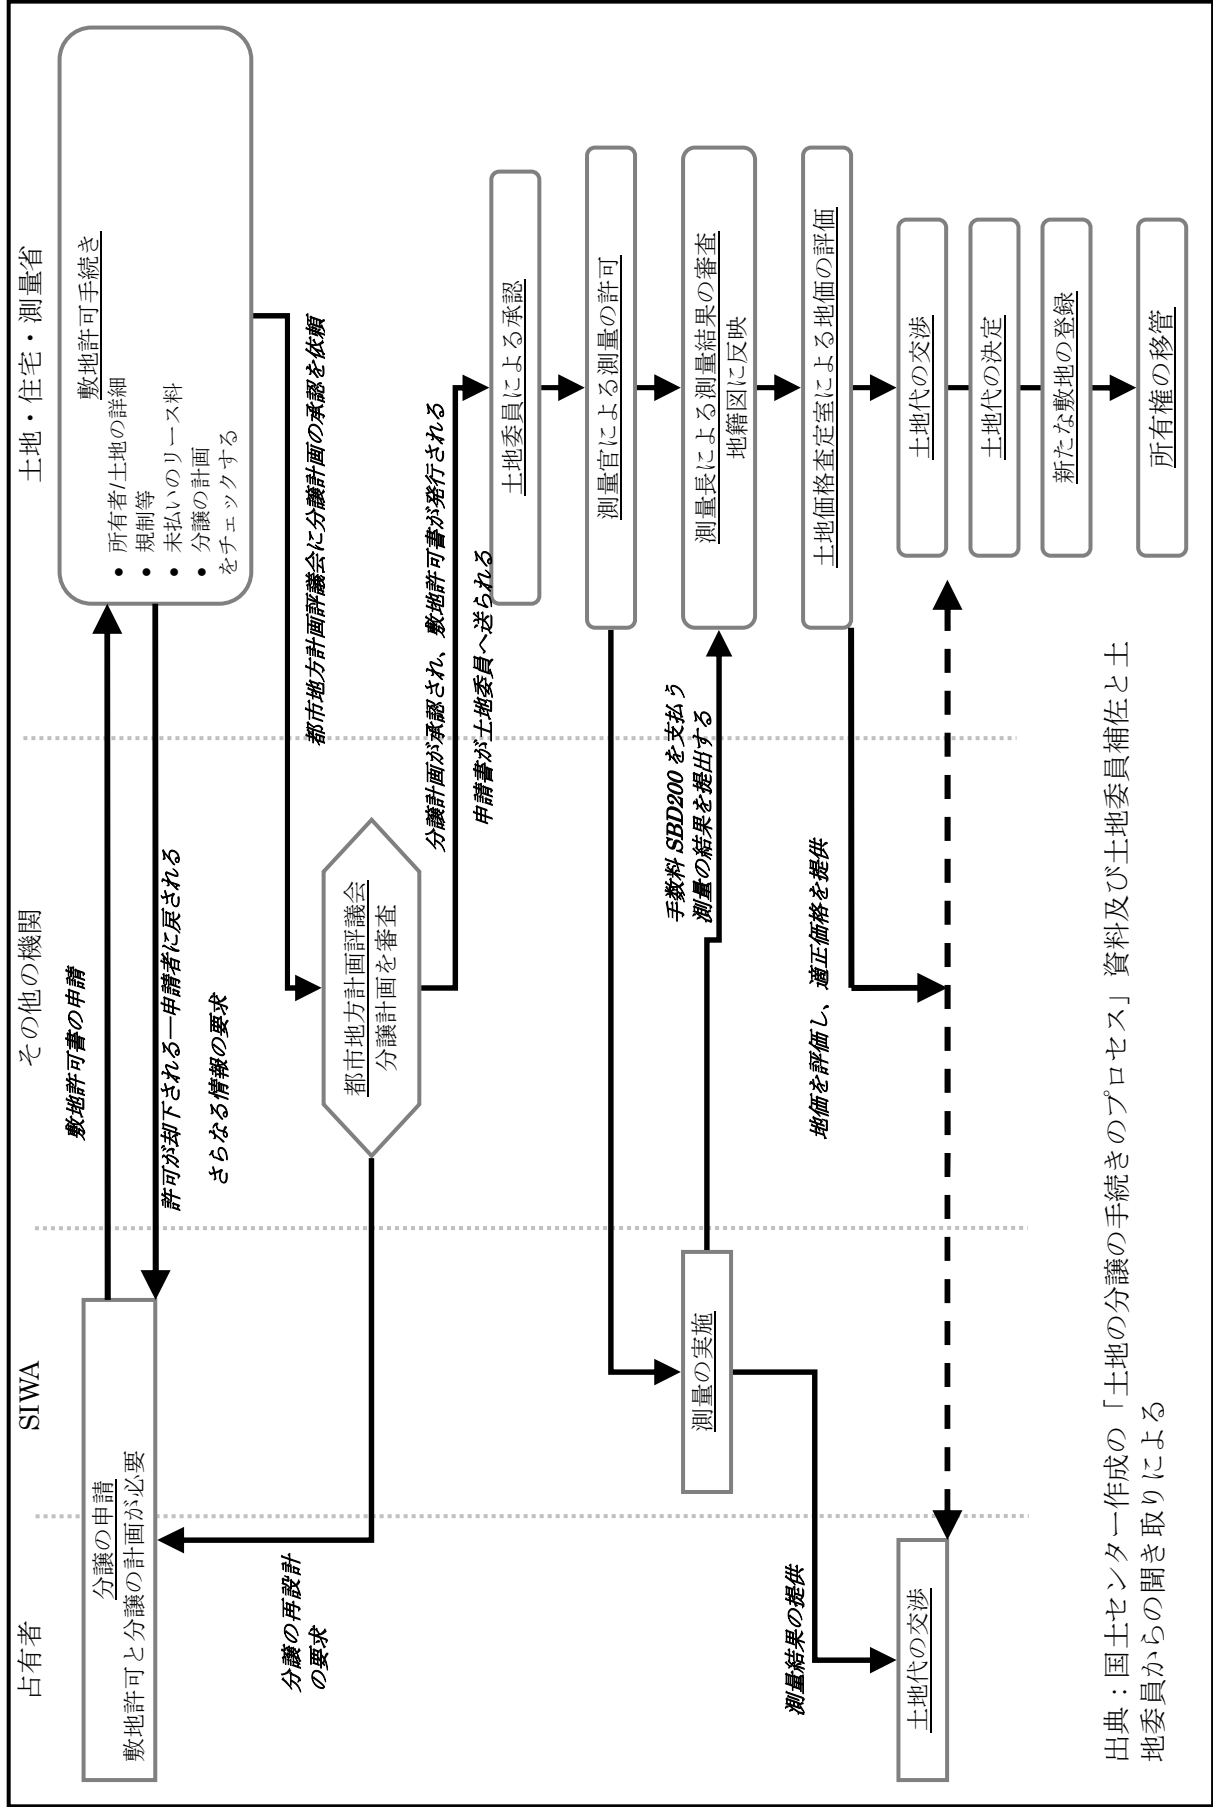 占有者
SIWA
その他の機関
土地・住宅・測量省
分譲の申請
敷地許可と分譲の計画が必要
敷地許可書の申請
許可が却下される―申請者に戻される
さらなる情報の要求
敷地許可手続き
• 所有者/土地の詳細
• 規制等
• 未払いのリース料
• 分譲の計画
をチェックする
都市地方計画評議会に分譲計画の承認を依頼
分譲の再設計
の要求
都市地方計画評議会
分譲計画を審査
分譲計画が承認され、敷地許可書が発行される
申請書が土地委員へ送られる
土地委員による承認
測量官による測量の許可
測量の実施
手数料 SBD200 を支払う
測量の結果を提出する
測量長による測量結果の審査
地籍図に反映
測量結果の提供
地価を評価し、適正価格を提供
土地価格査定室による地価の評価
土地代の交渉
土地代の交渉
土地代の決定
新たな敷地の登録
所有権の移管
出典：国土センター作成の「土地の分譲の手続きのプロセス」資料及び土地委員補佐と土
地委員からの聞き取りによる